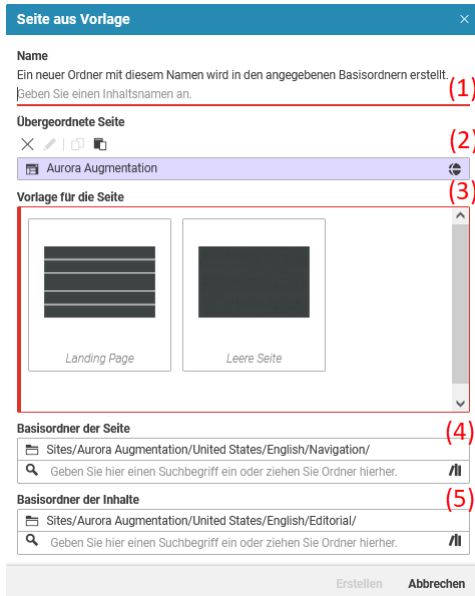 Seite aus Vorlage
Name
Ein neuer Ordner mit diesem Namen wird in den angegebenen Basisordnern erstellt.
Geben Sie einen Inhaltsnamen an.
(1)
Übergeordnete Seite
(2)
Aurora Augmentation
Vorlage für die Seite
(3)
Landing Page
Leere Seite
Basisordner der Seite
(4)
Sites/Aurora Augmentation/United States/English/Navigation/
Geben Sie hier einen Suchbegriff ein oder ziehen Sie Ordner hierher.
Basisordner der Inhalte
(5)
Sites/Aurora Augmentation/United States/English/Editorial/
Geben Sie hier einen Suchbegriff ein oder ziehen Sie Ordner hierher.
Erstellen Abbrechen